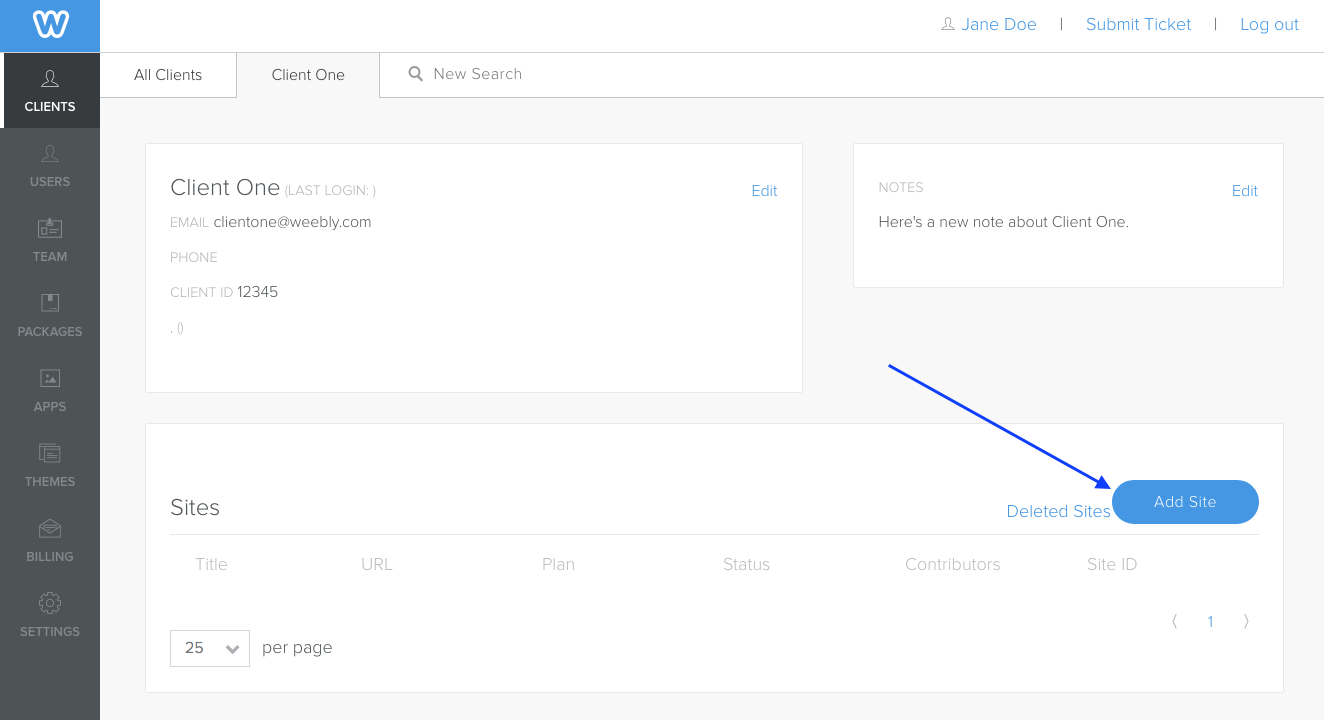 Jane Doe | Submit Ticket | Log out
All Clients Client One New Search
CLIENTS
USERS
TEAM
PACKAGES
APPS
THEMES
BILLING
SETTINGS
Client One (LAST LOGIN: ) Edit
EMAIL clientone@weebly.com
PHONE
CLIENT ID 12345
, ()
NOTES Edit
Here's a new note about Client One.
Sites Deleted Sites Add Site
Title URL Plan Status Contributors Site ID
〈 1 〉
25 per page